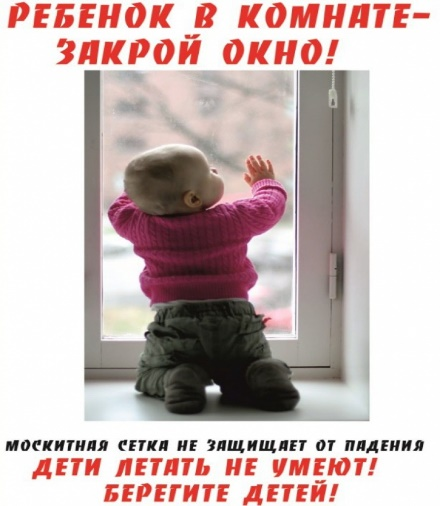 РЕБЕНОК В КОМНАТЕ-
ЗАКРОЙ ОКНО!
МОСКИТНАЯ СЕТКА НЕ ЗАЩИЩАЕТ ОТ ПАДЕНИЯ
ДЕТИ ЛЕТАТЬ НЕ УМЕЮТ!
БЕРЕГИТЕ ДЕТЕЙ!